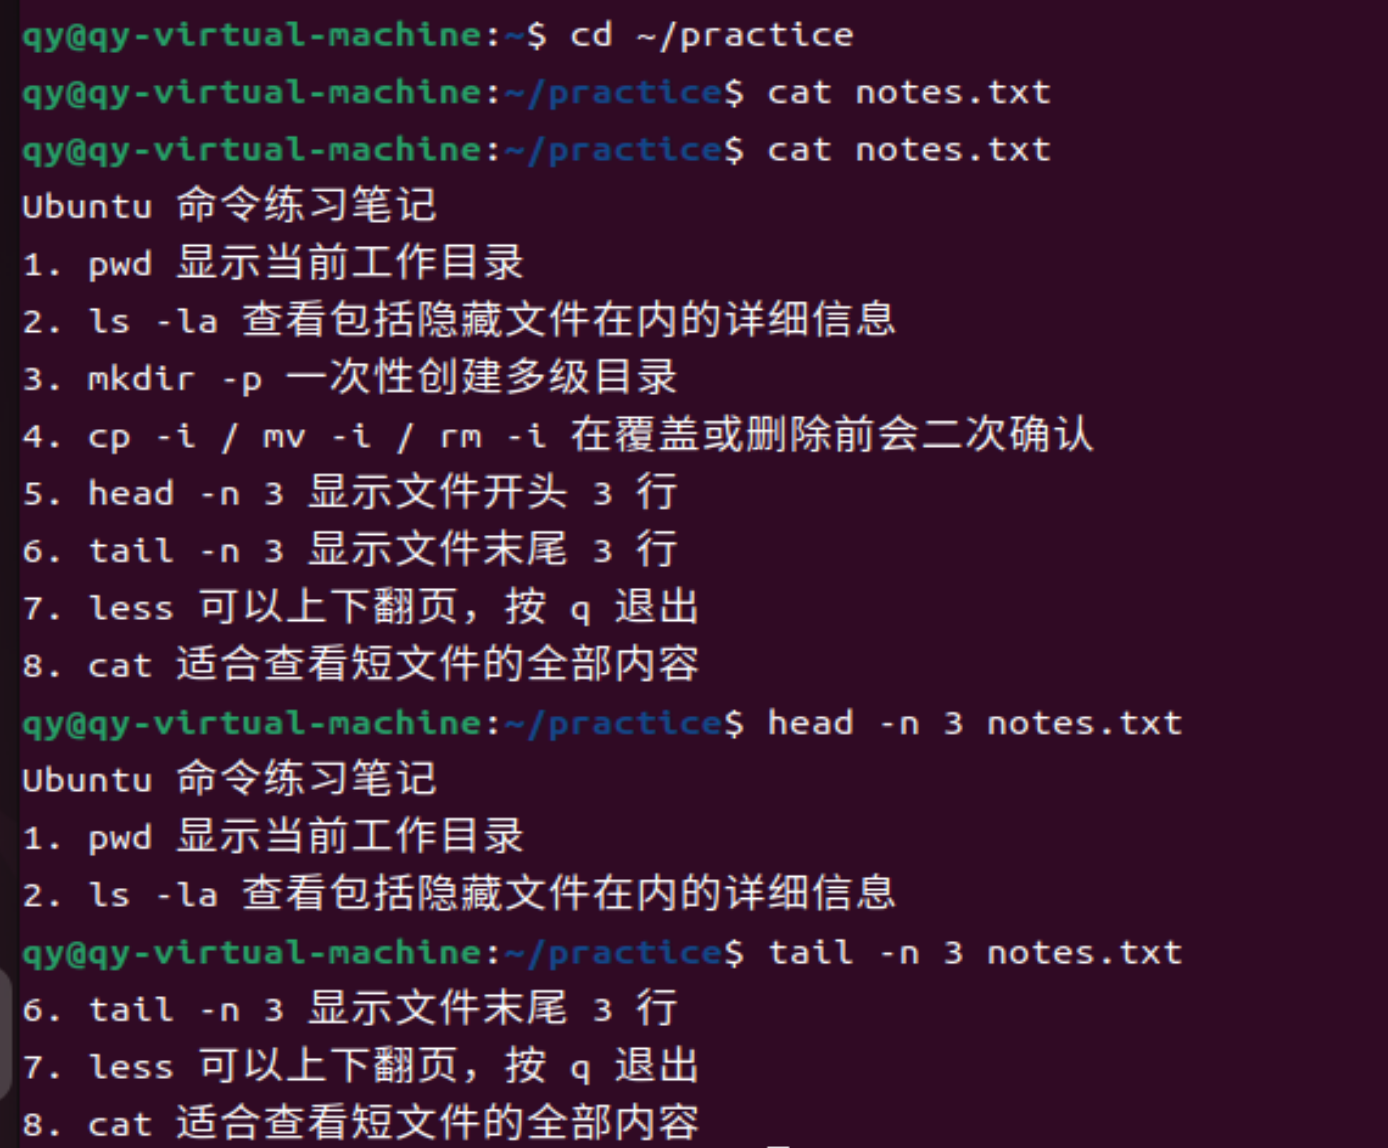 qy@qy-virtual-machine:~$ cd ~/practice
qy@qy-virtual-machine:~/practice$ cat notes.txt
qy@qy-virtual-machine:~/practice$ cat notes.txt
Ubuntu 命令练习笔记
1. pwd 显示当前工作目录
2. ls -la 查看包括隐藏文件在内的详细信息
3. mkdir -p 一次性创建多级目录
4. cp -i / mv -i / rm -i 在覆盖或删除前会二次确认
5. head -n 3 显示文件开头 3 行
6. tail -n 3 显示文件末尾 3 行
7. less 可以上下翻页，按 q 退出
8. cat 适合查看短文件的全部内容
qy@qy-virtual-machine:~/practice$ head -n 3 notes.txt
Ubuntu 命令练习笔记
1. pwd 显示当前工作目录
2. ls -la 查看包括隐藏文件在内的详细信息
qy@qy-virtual-machine:~/practice$ tail -n 3 notes.txt
6. tail -n 3 显示文件末尾 3 行
7. less 可以上下翻页，按 q 退出
8. cat 适合查看短文件的全部内容